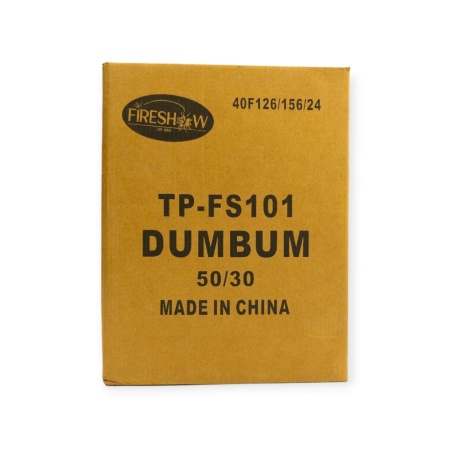 FIRESHOW
40F126/156/24
TP-FS101
DUMBUM
50/30
MADE IN CHINA